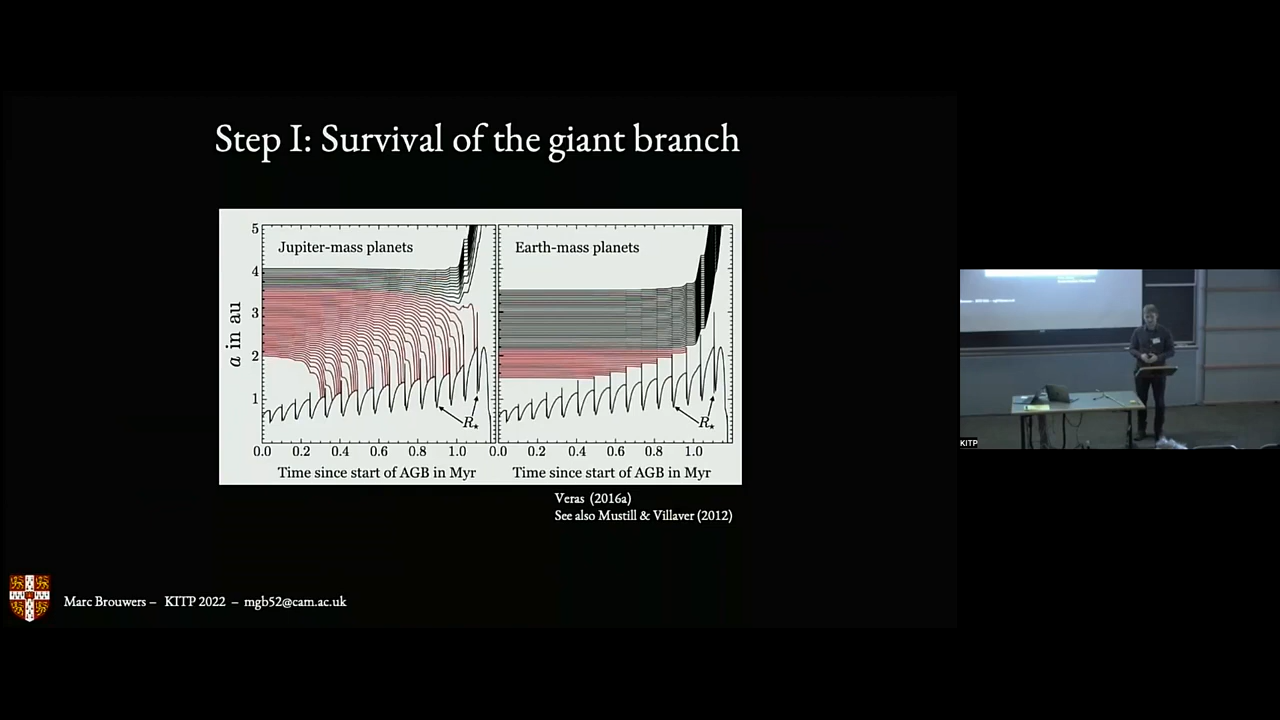 Step I: Survival of the giant branch
Jupiter-mass planets
Earth-mass planets
5
4
3
2
1
a in au
R⋆
R⋆
0.0 0.2 0.4 0.6 0.8 1.0 0.0 0.2 0.4 0.6 0.8 1.0
Time since start of AGB in Myr
Time since start of AGB in Myr
Veras (2016a)
See also Mustill & Villaver (2012)
Marc Brouwers – KITP 2022 – mgb52@cam.ac.uk
KITP